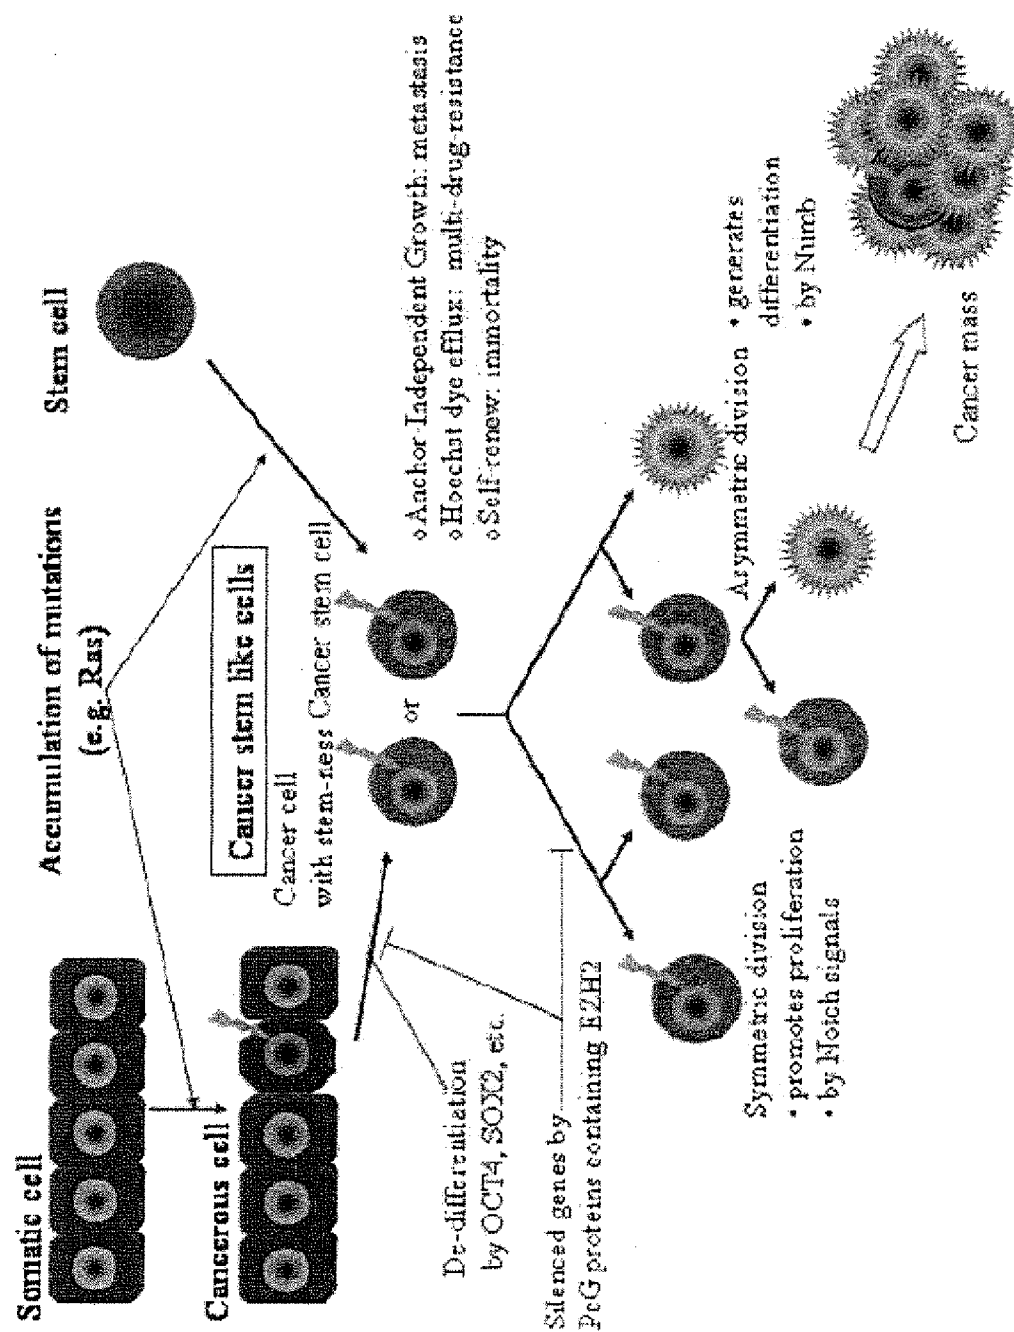 Somatic cell
Accumulation of mutations
(e.g. Ras)
Stem cell
Cancerous cell
Cancer stem like cells
Cancer cell
with stem-ness
Cancer stem cell
or
◇ Anchor-Independent Growth: metastasis
◇ Hoechst dye efflux: multi-drug-resistance
◇ Self-renew: immortality
De-differentiation
by OCT4, SOX2, etc.
Silenced genes by
PcG proteins containing EZH2
Symmetric division
• promotes proliferation
• by Notch signals
Asymmetric division
• generates
differentiation
• by Numb
Cancer mass